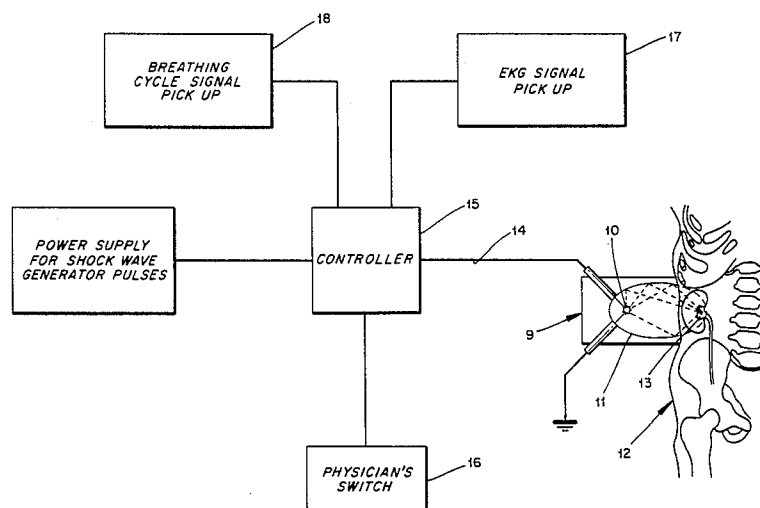 18
BREATHING
CYCLE SIGNAL
PICK UP
17
EKG SIGNAL
PICK UP
15
POWER SUPPLY
FOR SHOCK WAVE
GENERATOR PULSES
CONTROLLER
14
10
9
13
11
12
PHYSICIAN'S
SWITCH
16